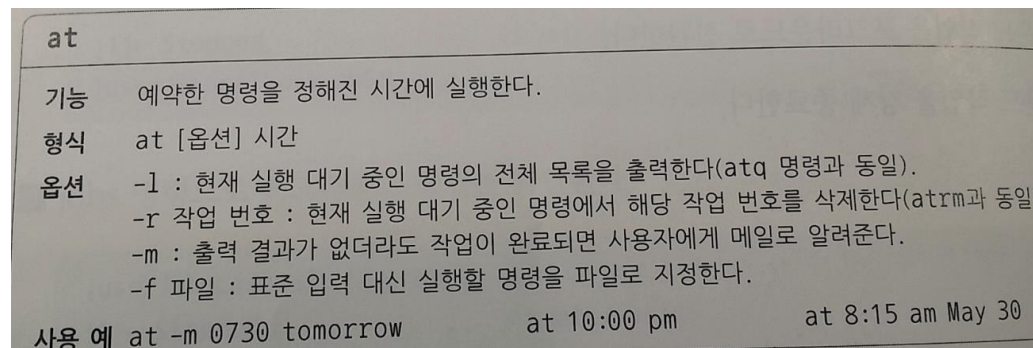 at
기능 예약한 명령을 정해진 시간에 실행한다.
형식 at [옵션] 시간
옵션 -l : 현재 실행 대기 중인 명령의 전체 목록을 출력한다(atq 명령과 동일).
-r 작업 번호 : 현재 실행 대기 중인 명령에서 해당 작업 번호를 삭제한다(atrm과 동일
-m : 출력 결과가 없더라도 작업이 완료되면 사용자에게 메일로 알려준다.
-f 파일 : 표준 입력 대신 실행할 명령을 파일로 지정한다.
사용 예 at -m 0730 tomorrow at 10:00 pm at 8:15 am May 30